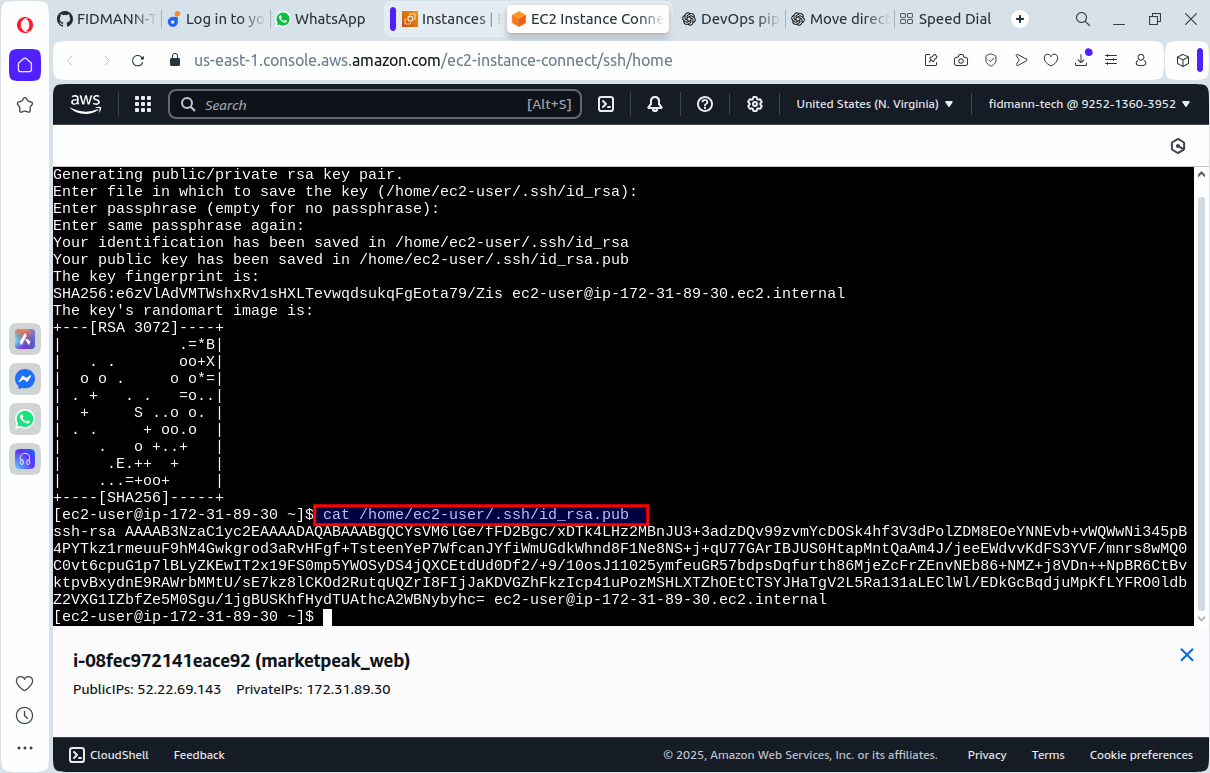 FIDMANN-T
Log in to yo
WhatsApp
Instances | E
EC2 Instance Conne
DevOps pip
Move direct
Speed Dial
us-east-1.console.aws.amazon.com/ec2-instance-connect/ssh/home
aws
Search [Alt+S]
United States (N. Virginia)
fidmann-tech @ 9252-1360-3952
Generating public/private rsa key pair.
Enter file in which to save the key (/home/ec2-user/.ssh/id_rsa):
Enter passphrase (empty for no passphrase):
Enter same passphrase again:
Your identification has been saved in /home/ec2-user/.ssh/id_rsa
Your public key has been saved in /home/ec2-user/.ssh/id_rsa.pub
The key fingerprint is:
SHA256:e6zVlAdVMTWshxRv1sHXLTevwqdsukqFgEota79/Zis ec2-user@ip-172-31-89-30.ec2.internal
The key's randomart image is:
+---[RSA 3072]----+
|             .=*B|
|   . .       oo+X|
|  o o .     o o*=|
| . +   . .   =o..|
|  +     S ..o o. |
| . .     + oo.o  |
|    .   o +..+   |
|     .E.++  +    |
|    ...=+oo+     |
+----[SHA256]-----+
[ec2-user@ip-172-31-89-30 ~]$ cat /home/ec2-user/.ssh/id_rsa.pub
ssh-rsa AAAAB3NzaC1yc2EAAAADAQABAAABgQCYsVM6lGe/fFD2Bgc/xDTk4LHz2MBnJU3+3adzDQv99zvmYcDOSk4hf3V3dPolZDM8EOeYNNEvb+vWQWwNi345pB
4PYTkz1rmeuuF9hM4Gwkgrod3aRvHFgf+TsteenYeP7WfcanJYfiWmUGdkWhnd8F1Ne8NS+j+qU77GArIBJUS0HtapMntQaAm4J/jeeEWdvvKdFS3YVF/mnrs8wMQ0
C0vt6cpuG1p7lBLyZKEwIT2x19FS0mp5YWOSyDS4jQXCEtdUd0Df2/+9/10osJ11025ymfeuGR57bdpsDqfurth86MjeZcFrZEnvNEb86+NMZ+j8VDn++NpBR6CtBv
ktpvBxydnE9RAWrbMMtU/sE7kz8lCKOd2RutqUQZrI8FIjJaKDVGZhFkzIcp41uPozMSHLXTZhOEtCTSYJHaTgV2L5Ra131aLEClWl/EDkGcBqdjuMpKfLYFRO0ldb
Z2VXG1IZbfZe5M0Sgu/1jgBUSKhfHydTUAthcA2WBNybyhc= ec2-user@ip-172-31-89-30.ec2.internal
[ec2-user@ip-172-31-89-30 ~]$
i-08fec972141eace92 (marketpeak_web)
PublicIPs: 52.22.69.143 PrivateIPs: 172.31.89.30
CloudShell
Feedback
© 2025, Amazon Web Services, Inc. or its affiliates.
Privacy
Terms
Cookie preferences